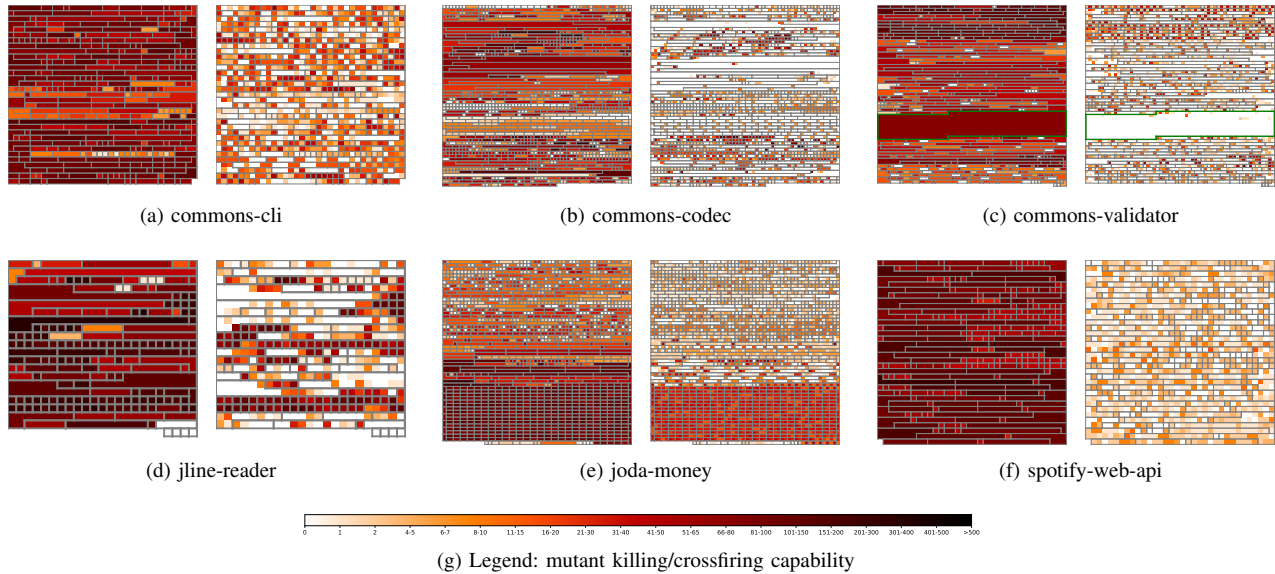 (a) commons-cli
(b) commons-codec
(c) commons-validator
(d) jline-reader
(e) joda-money
(f) spotify-web-api
0 1 2 4-5 6-7 8-10 11-15 16-20 21-30 31-40 41-50 51-65 66-80 81-100 101-150 151-200 201-300 301-400 401-500 >500
(g) Legend: mutant killing/crossfiring capability